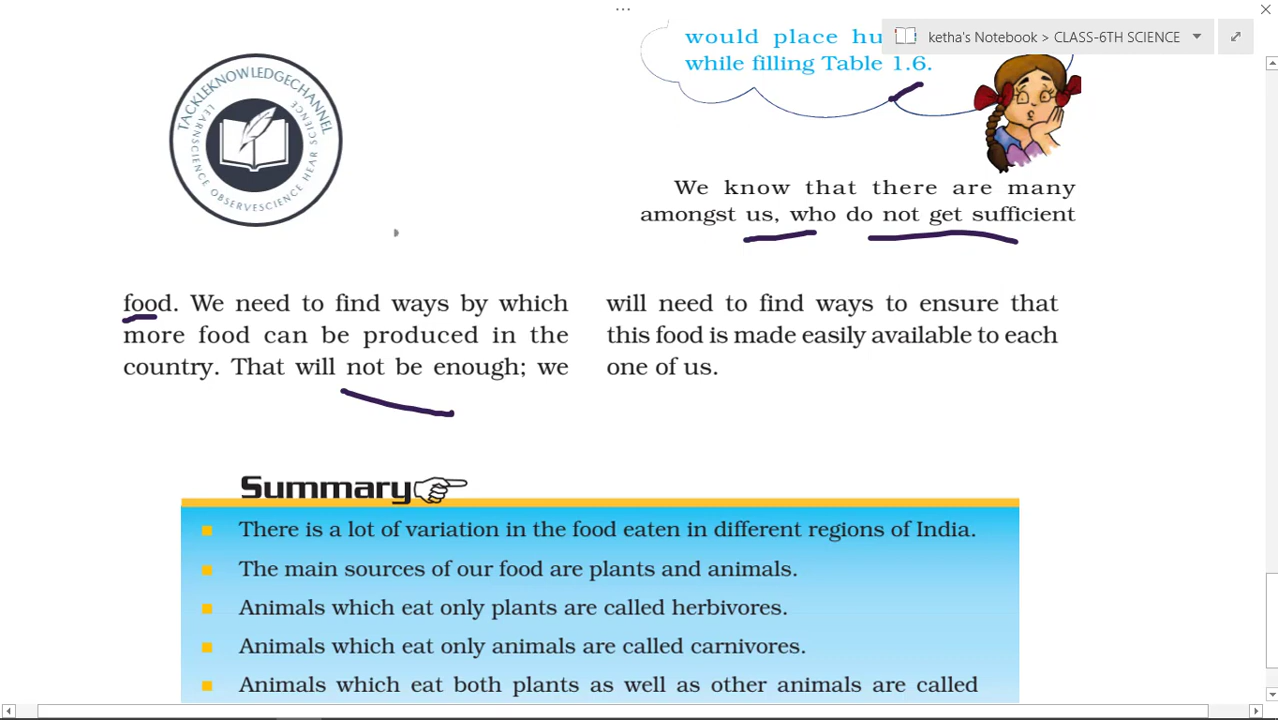 ketha's Notebook > CLASS-6TH SCIENCE
would place hu
while filling Table 1.6.
TACKLEKNOWLEDGECHANNEL
LEARNSCIENCE OBSERVESCIENCE HEAR SCIENCE
We know that there are many
amongst us, who do not get sufficient
food. We need to find ways by which
more food can be produced in the
country. That will not be enough; we
will need to find ways to ensure that
this food is made easily available to each
one of us.
Summary
There is a lot of variation in the food eaten in different regions of India.
The main sources of our food are plants and animals.
Animals which eat only plants are called herbivores.
Animals which eat only animals are called carnivores.
Animals which eat both plants as well as other animals are called